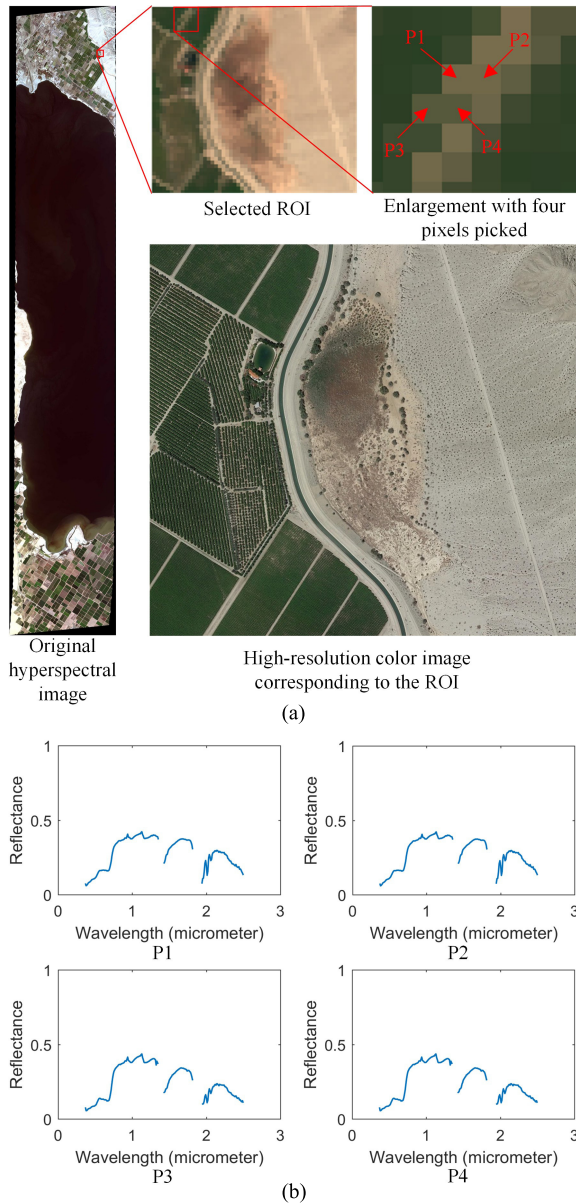 P1
P2
P3
P4
Selected ROI
Enlargement with four
pixels picked
Original
hyperspectral
image
High-resolution color image
corresponding to the ROI
(a)
1
0.5
0
Reflectance
0 1 2 3
Wavelength (micrometer)
P1
1
0.5
0
Reflectance
0 1 2 3
Wavelength (micrometer)
P2
1
0.5
0
Reflectance
0 1 2 3
Wavelength (micrometer)
P3
1
0.5
0
Reflectance
0 1 2 3
Wavelength (micrometer)
P4
(b)